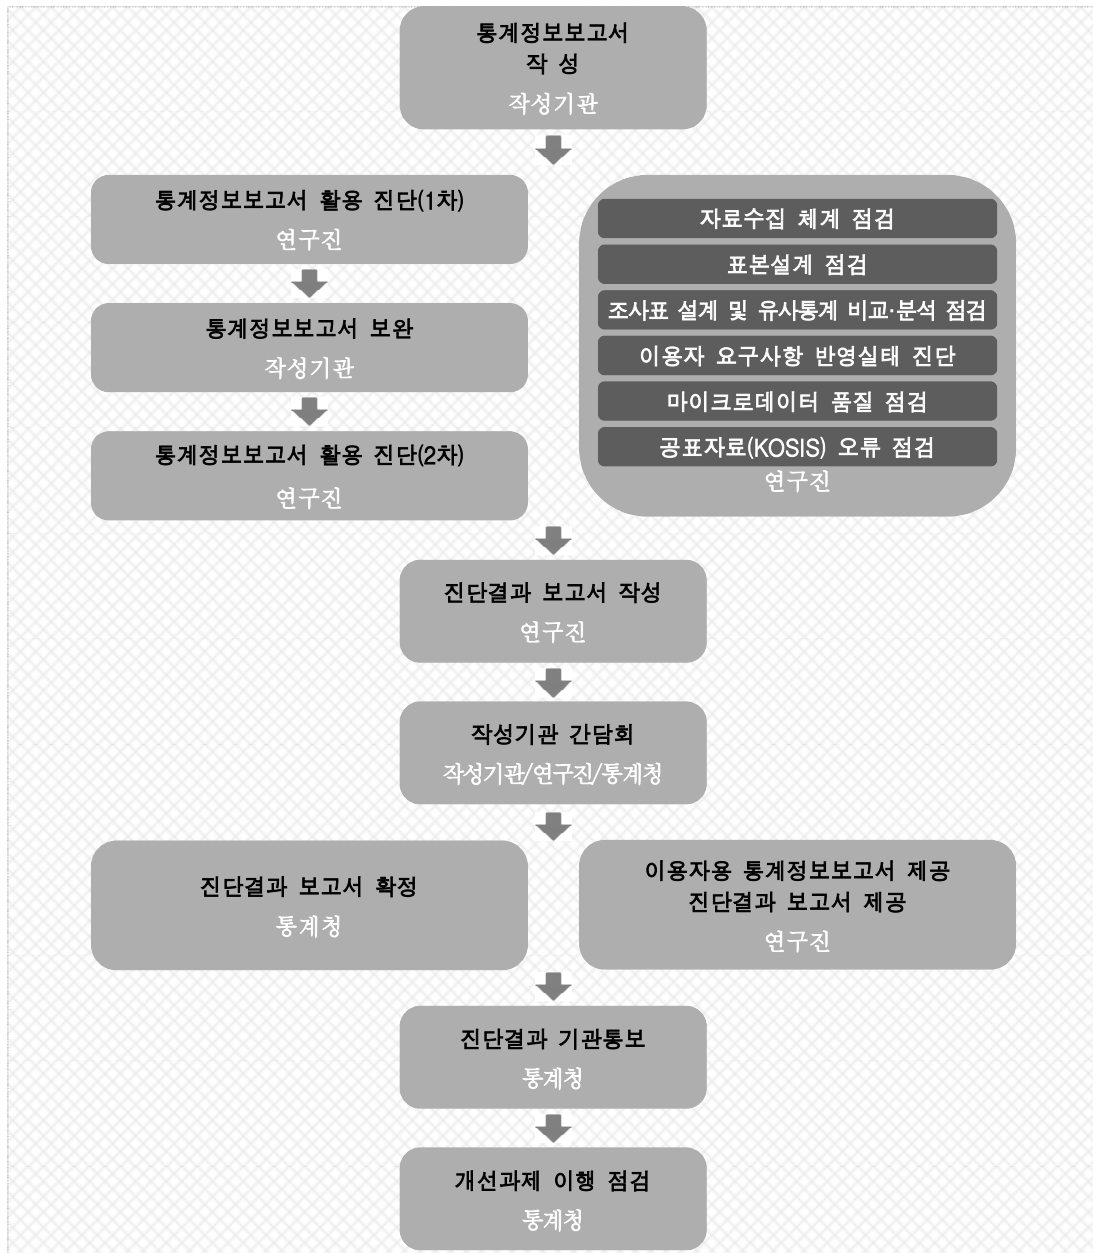 통계정보보고서
작 성
작성기관
통계정보보고서 활용 진단(1차)
연구진
통계정보보고서 보완
작성기관
통계정보보고서 활용 진단(2차)
연구진
자료수집 체계 점검
표본설계 점검
조사표 설계 및 유사통계 비교·분석 점검
이용자 요구사항 반영실태 진단
마이크로데이터 품질 점검
공표자료(KOSIS) 오류 점검
연구진
진단결과 보고서 작성
연구진
작성기관 간담회
작성기관/연구진/통계청
진단결과 보고서 확정
통계청
이용자용 통계정보보고서 제공
진단결과 보고서 제공
연구진
진단결과 기관통보
통계청
개선과제 이행 점검
통계청